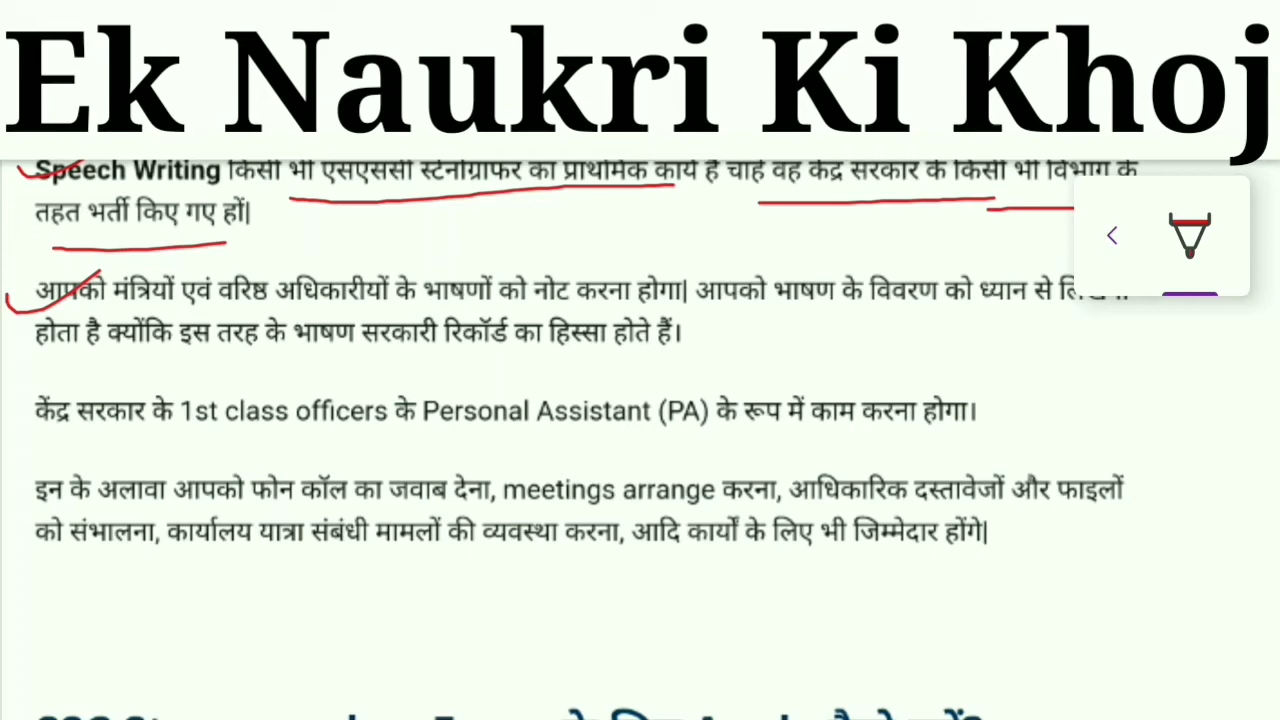 Ek Naukri Ki Khoj
Speech Writing किसी भी एसएससी स्टेनोग्राफर का प्राथमिक कार्य है चाहे वह केंद्र सरकार के किसी भी विभाग के
तहत भर्ती किए गए हों|
आपको मंत्रियों एवं वरिष्ठ अधिकारीयों के भाषणों को नोट करना होगा| आपको भाषण के विवरण को ध्यान से
होता है क्योंकि इस तरह के भाषण सरकारी रिकॉर्ड का हिस्सा होते हैं।
केंद्र सरकार के 1st class officers के Personal Assistant (PA) के रूप में काम करना होगा।
इन के अलावा आपको फोन कॉल का जवाब देना, meetings arrange करना, आधिकारिक दस्तावेजों और फाइलों
को संभालना, कार्यालय यात्रा संबंधी मामलों की व्यवस्था करना, आदि कार्यों के लिए भी जिम्मेदार होंगे|